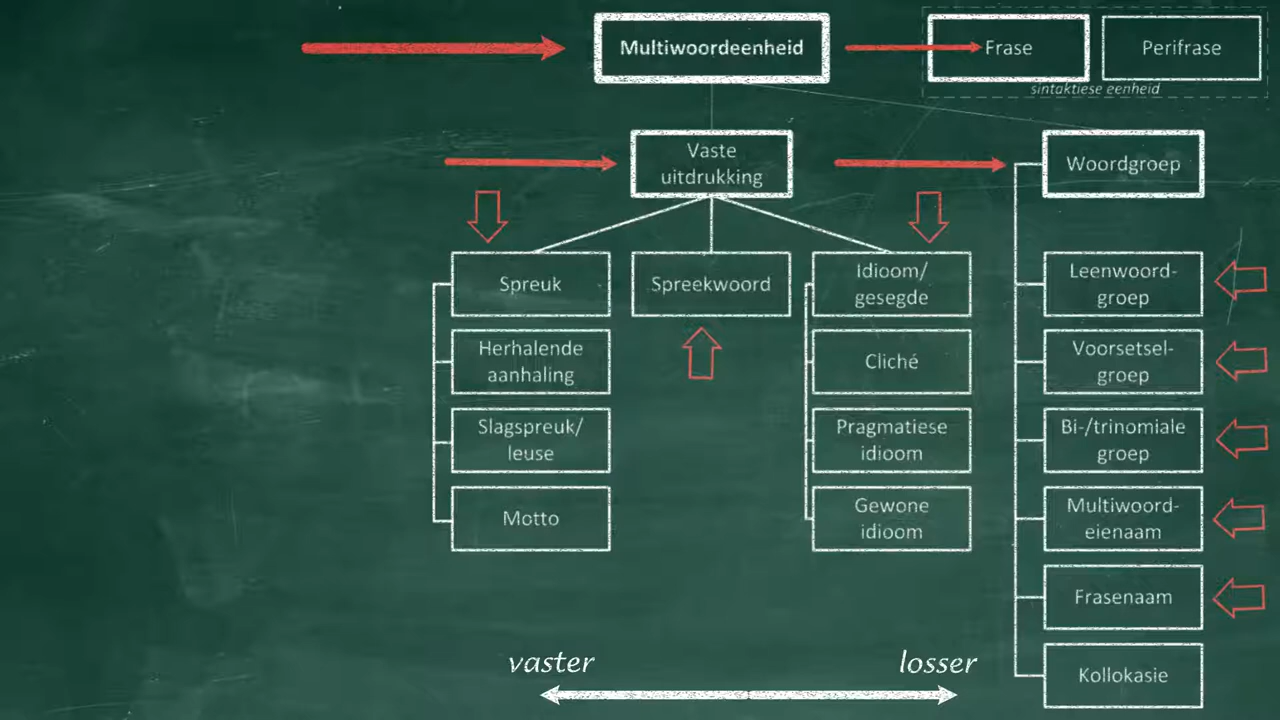 Multiwoordeenheid
Frase
Perifrase
sintaktiese eenheid
Vaste
uitdrukking
Woordgroep
Spreuk
Spreekwoord
Idioom/
gesegde
Leenwoord-
groep
Herhalende
aanhaling
Cliché
Voorsetsel-
groep
Slagspreuk/
leuse
Pragmatiese
idioom
Bi-/trinomiale
groep
Motto
Gewone
idioom
Multiwoord-
eienaam
Frasenaam
vaster
losser
Kollokasie